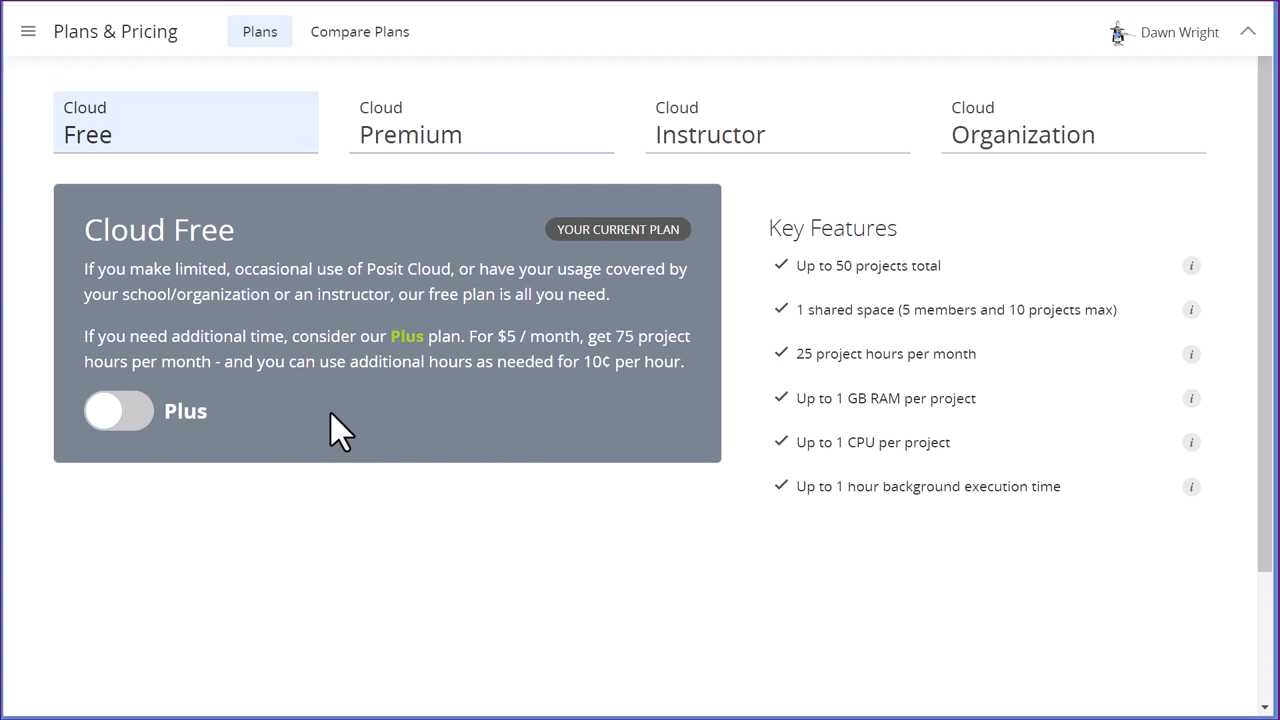 Plans & Pricing
Plans
Compare Plans
Dawn Wright
Cloud
Free
Cloud
Premium
Cloud
Instructor
Cloud
Organization
Cloud Free
YOUR CURRENT PLAN
If you make limited, occasional use of Posit Cloud, or have your usage covered by
your school/organization or an instructor, our free plan is all you need.
If you need additional time, consider our Plus plan. For $5 / month, get 75 project
hours per month - and you can use additional hours as needed for 10¢ per hour.
Plus
Key Features
Up to 50 projects total
i
1 shared space (5 members and 10 projects max)
i
25 project hours per month
i
Up to 1 GB RAM per project
i
Up to 1 CPU per project
i
Up to 1 hour background execution time
i